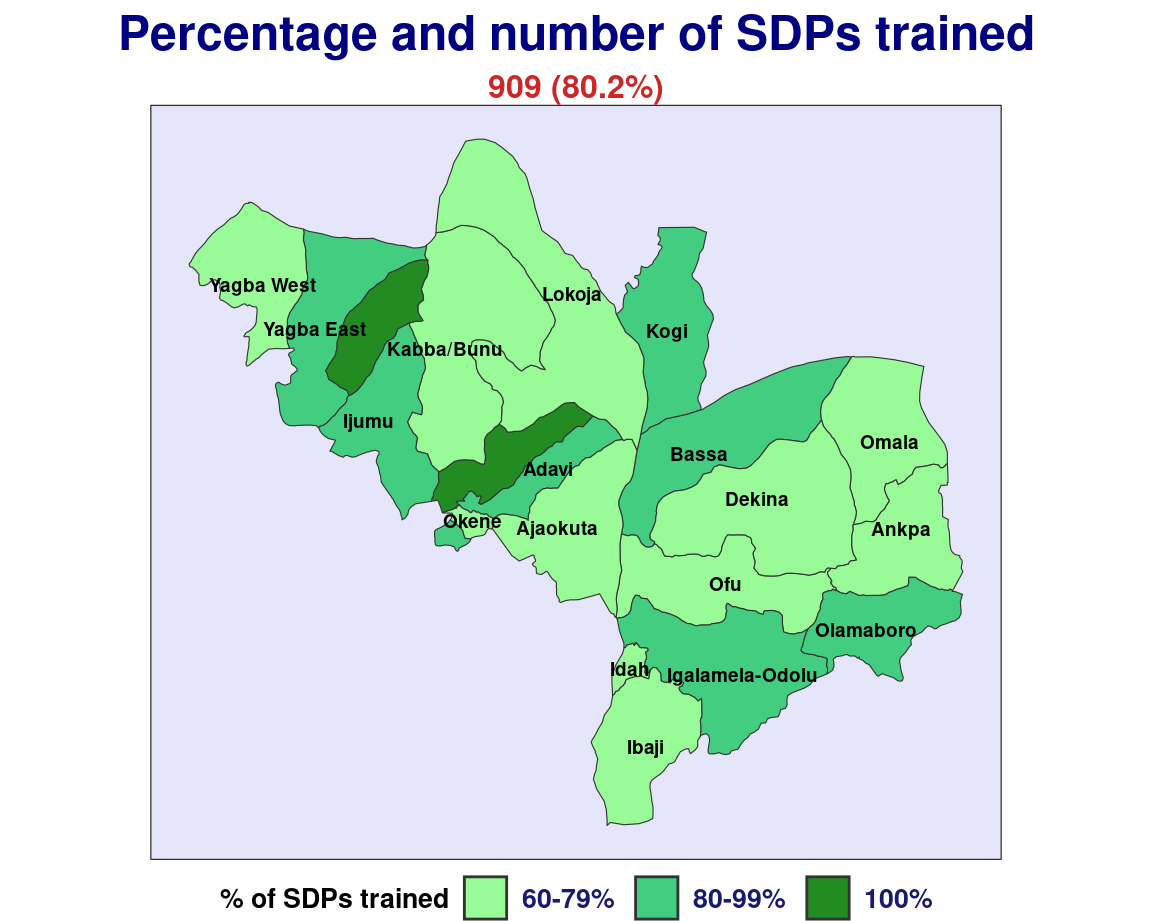 Percentage and number of SDPs trained
909 (80.2%)
Yagba West
Lokoja
Yagba East
Kogi
Kabba/Bunu
Ijumu
Omala
Bassa
Adavi
Dekina
Okene
Ajaokuta
Ankpa
Ofu
Olamaboro
Idah
Igalamela-Odolu
Ibaji
% of SDPs trained 60-79% 80-99% 100%